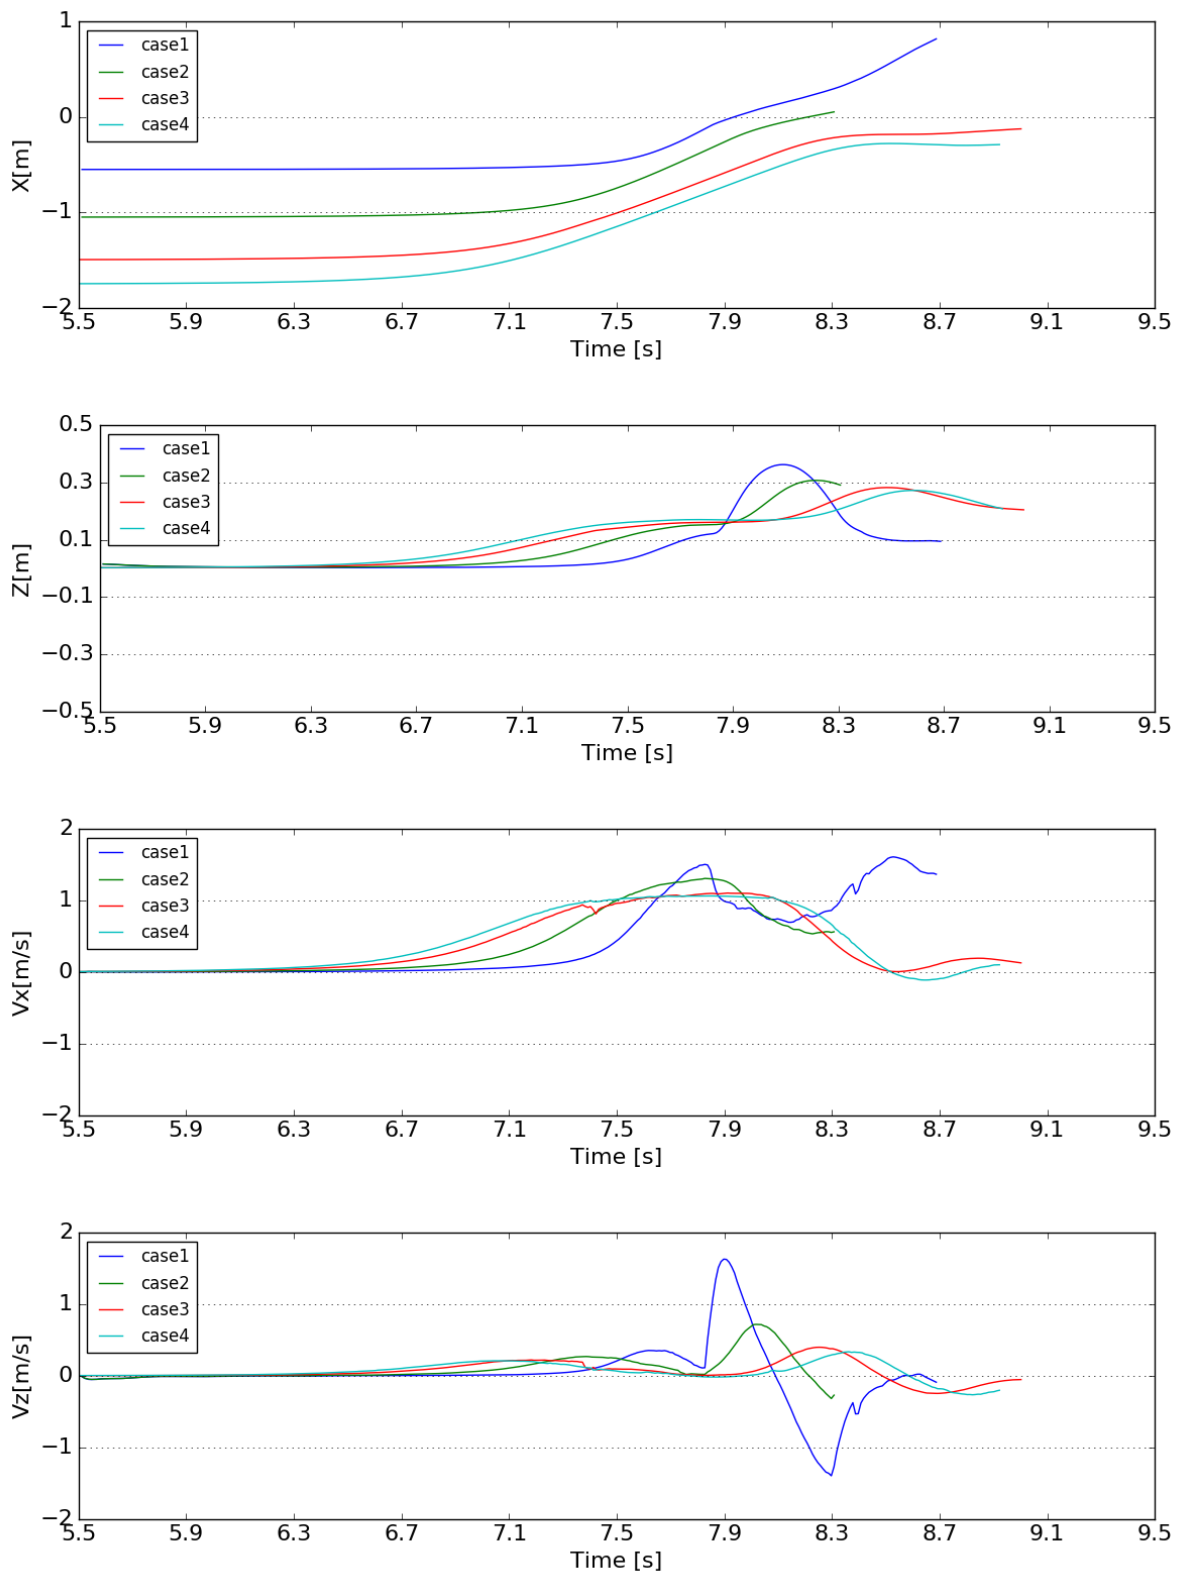 1
0
−1
−2
X[m]
case1
case2
case3
case4
5.5 5.9 6.3 6.7 7.1 7.5 7.9 8.3 8.7 9.1 9.5
Time [s]
0.5
0.3
0.1
−0.1
−0.3
−0.5
Z[m]
case1
case2
case3
case4
5.5 5.9 6.3 6.7 7.1 7.5 7.9 8.3 8.7 9.1 9.5
Time [s]
2
1
0
−1
−2
Vx[m/s]
case1
case2
case3
case4
5.5 5.9 6.3 6.7 7.1 7.5 7.9 8.3 8.7 9.1 9.5
Time [s]
2
1
0
−1
−2
Vz[m/s]
case1
case2
case3
case4
5.5 5.9 6.3 6.7 7.1 7.5 7.9 8.3 8.7 9.1 9.5
Time [s]